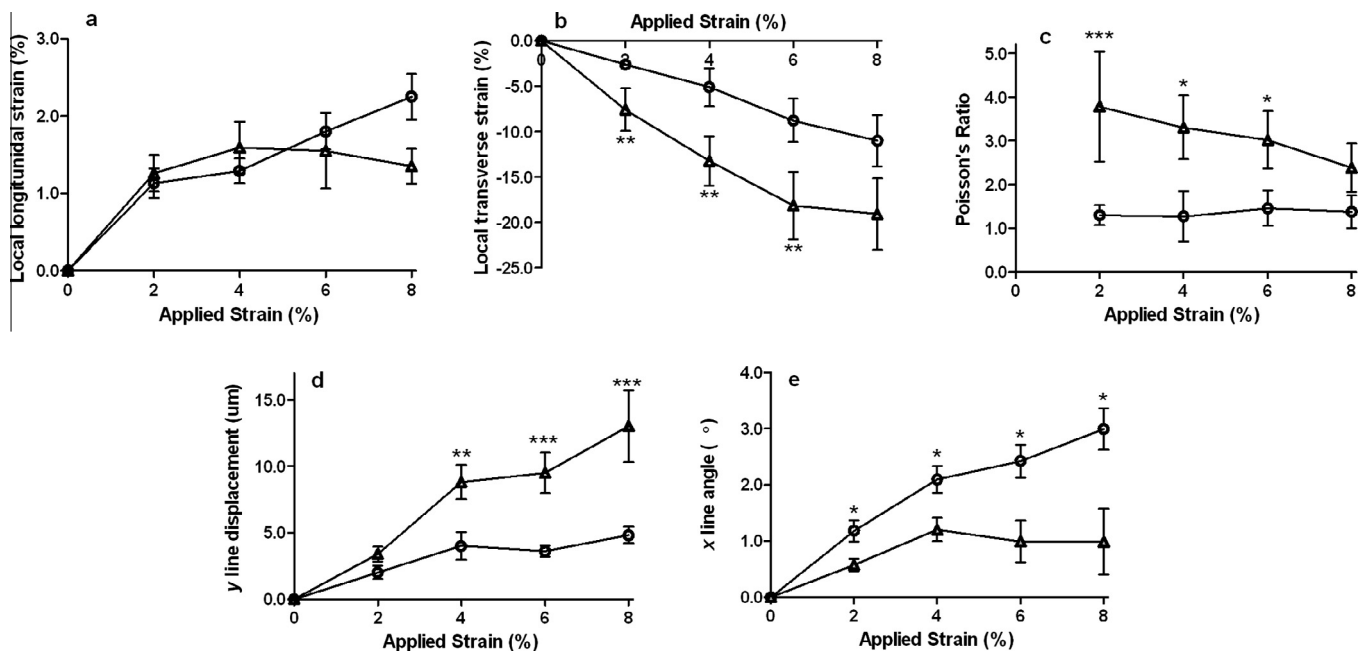 a
3.0
2.0
1.0
0.0
0 2 4 6 8
Local longitunidal strain (%)
Applied Strain (%)
b
Applied Strain (%)
0.0
-5.0
-10.0
-15.0
-20.0
-25.0
0 2 4 6 8
Local transverse strain (%)
**
**
**
c
***
*
*
5.0
4.0
3.0
2.0
1.0
0.0
0 2 4 6 8
Poisson's Ratio
Applied Strain (%)
d
***
**
***
15.0
10.0
5.0
0.0
0 2 4 6 8
y line displacement (um)
Applied Strain (%)
e
*
*
*
*
4.0
3.0
2.0
1.0
0.0
0 2 4 6 8
x line angle ( °)
Applied Strain (%)